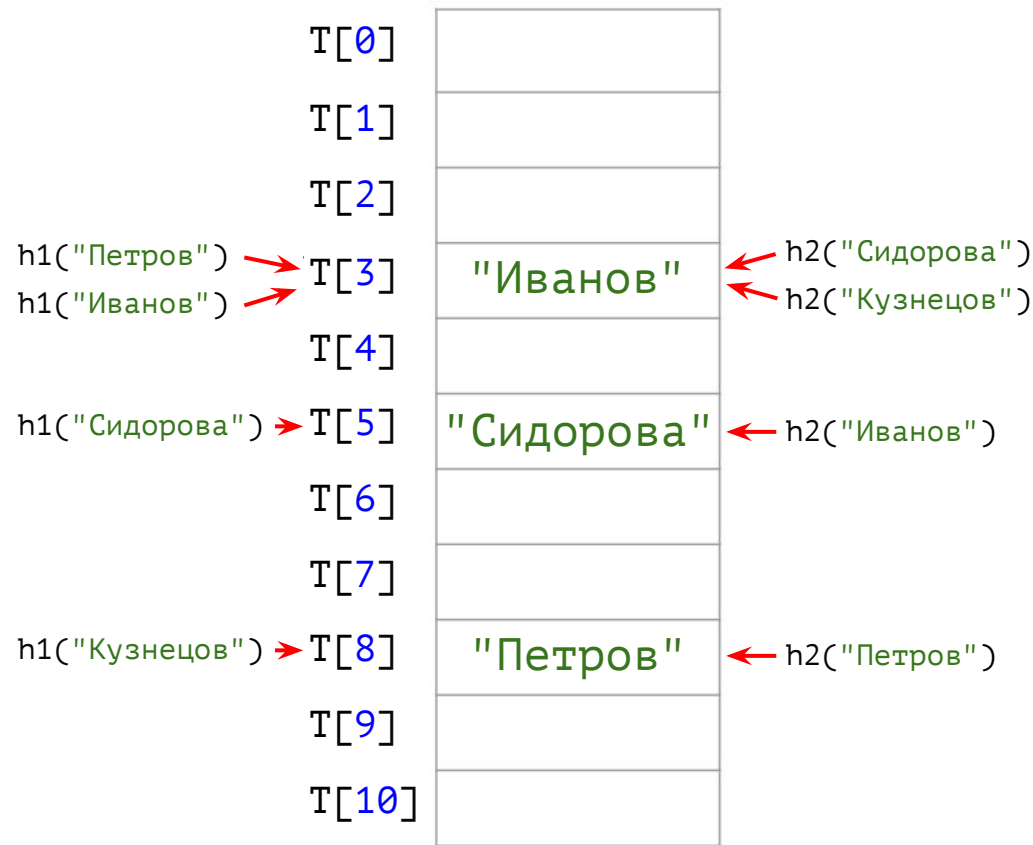 T[0]
T[1]
T[2]
h1("Петров")
h1("Иванов")
T[3]
"Иванов"
h2("Сидорова")
h2("Кузнецов")
T[4]
h1("Сидорова")
T[5]
"Сидорова"
h2("Иванов")
T[6]
T[7]
h1("Кузнецов")
T[8]
"Петров"
h2("Петров")
T[9]
T[10]